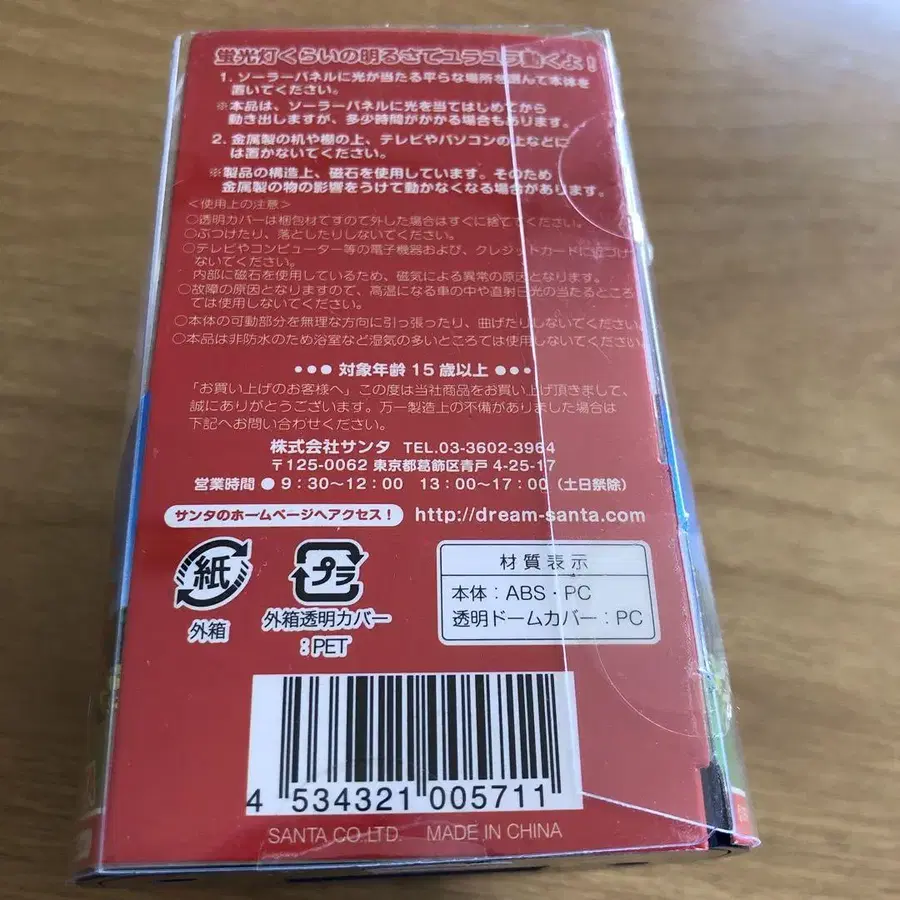 蛍光灯くらいの明るさでユラユラ動くよ!
1. ソーラーパネルに光が当たる平らな場所を選んで本体を
置いてください。
※本品は、ソーラーパネルに光を当てはじめてから
動き出しますが、多少時間がかかる場合もあります。
2. 金属製の机や棚の上、テレビやパソコンの上などに
は置かないでください。
※製品の構造上、磁石を使用しています。そのため
金属製の物の影響をうけて動かなくなる場合があります。
<使用上の注意>
○透明カバーは梱包材ですので外した場合はすぐに捨ててください。
○ぶつけたり、落としたりしないでください。
○テレビやコンピューター等の電子機器および、クレジットカードに近づけ
ないでください。
内部に磁石を使用しているため、磁気による異常の原因となります。
○故障の原因となりますので、高温になる車の中や直射日光の当たるところ
では使用しないでください。
○本体の可動部分を無理な方向に引っ張ったり、曲げたりしないでください。
○本品は非防水のため浴室など湿気の多いところでは使用しないでください。
●●● 対象年齢 15歳以上 ●●●
「お買い上げのお客様へ」この度は当社商品をお買い上げ頂きまして、
誠にありがとうございます。万一製造上の不備がありました場合は
下記へお問い合わせください。
株式会社サンタ TEL.03-3602-3964
〒125-0062 東京都葛飾区青戸 4-25-17
営業時間 ● 9:30~12:00 13:00~17:00(土日祭除)
サンタのホームページへアクセス! http://dream-santa.com
紙
外箱
プラ
外箱透明カバー
:PET
材質表示
本体:ABS・PC
透明ドームカバー:PC
4 534321 005711
SANTA CO.LTD. MADE IN CHINA